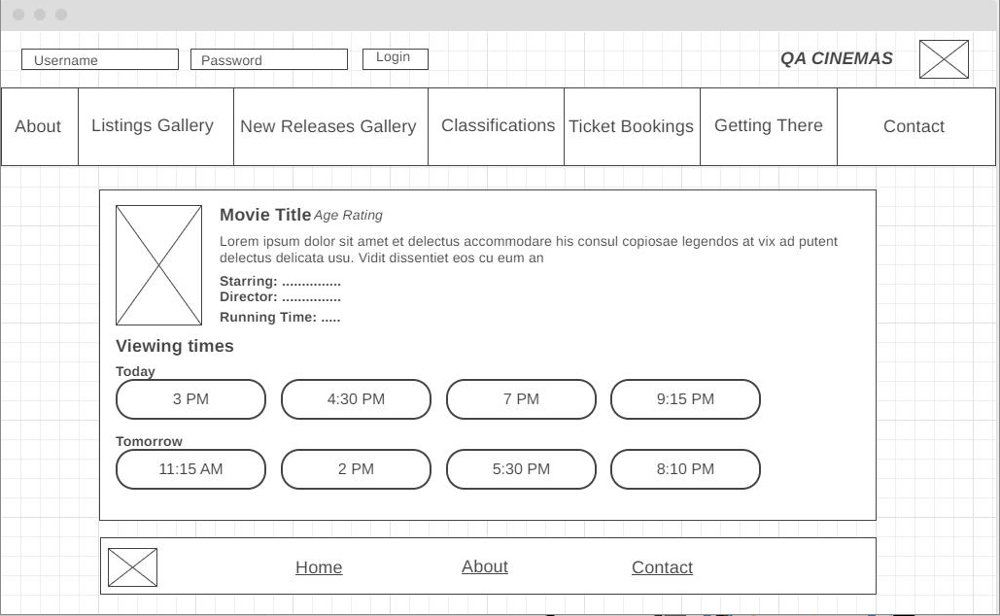 Username Password Login QA CINEMAS
About Listings Gallery New Releases Gallery Classifications Ticket Bookings Getting There Contact
Movie Title Age Rating
Lorem ipsum dolor sit amet et delectus accommodare his consul copiosae legendos at vix ad putent
delectus delicata usu. Vidit dissentiet eos cu eum an
Starring: ...............
Director: ...............
Running Time: .....
Viewing times
Today
3 PM 4:30 PM 7 PM 9:15 PM
Tomorrow
11:15 AM 2 PM 5:30 PM 8:10 PM
Home About Contact